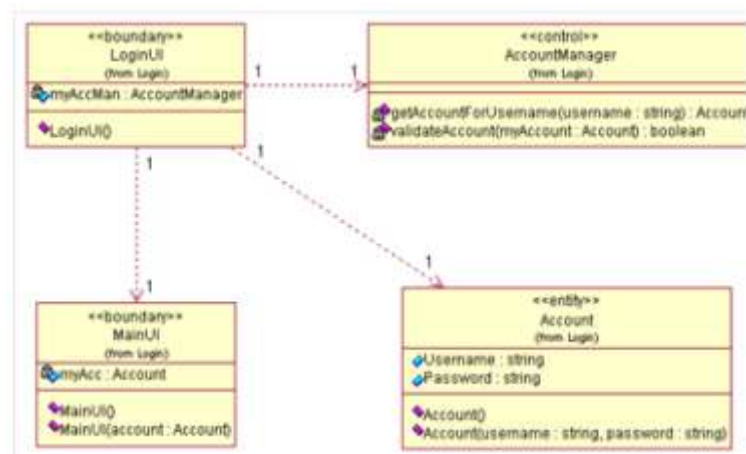 <<boundary>>
LoginUI
(from Login)
myAccMan : AccountManager
LoginUI()
1
1
<<control>>
AccountManager
(from Login)
getAccountForUsername(username : string) : Account
validateAccount(myAccount : Account) : boolean
1
1
1
1
<<boundary>>
MainUI
(from Login)
myAcc : Account
MainUI()
MainUI(account : Account)
<<entity>>
Account
(from Login)
Username : string
Password : string
Account()
Account(username : string, password : string)